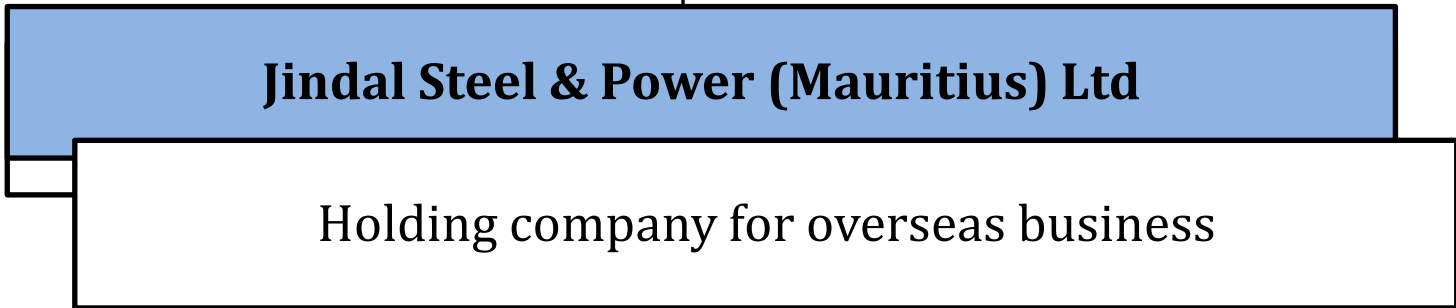 Jindal Steel & Power (Mauritius) Ltd
Holding company for overseas business